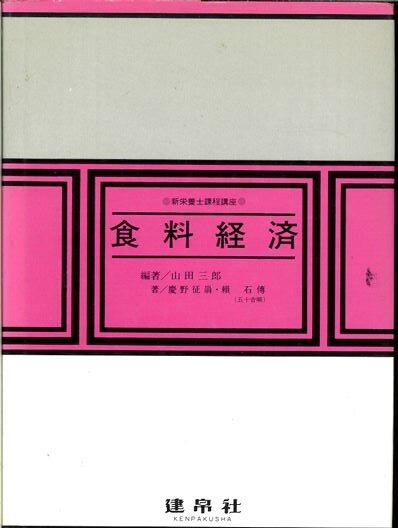 ◎新栄養士課程講座◎
食料経済
編著/山田三郎
著/慶野征翁・頼 石傳
(五十音順)
建帛社
KENPAKUSHA